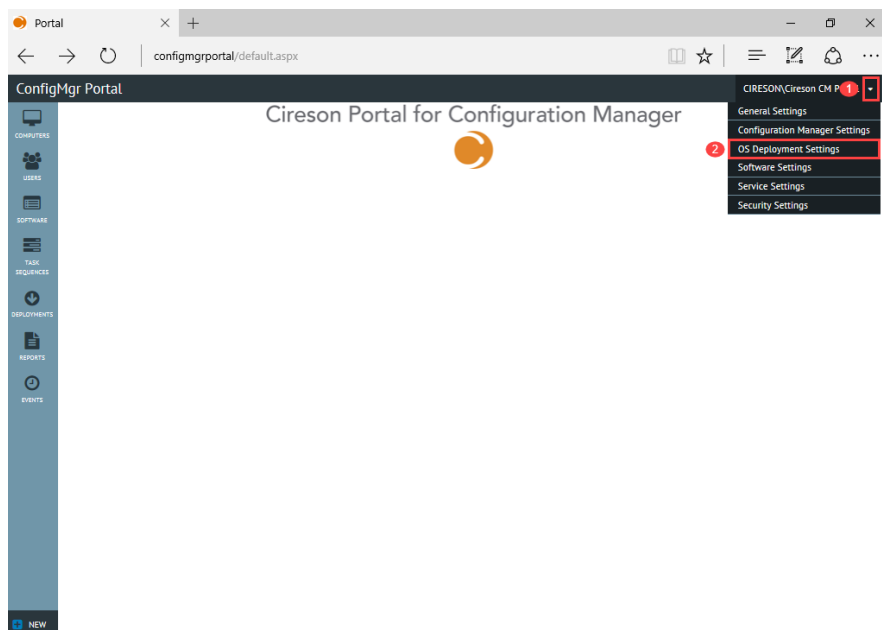 Portal
configmgrportal/default.aspx
ConfigMgr Portal
CIRESON\Cireson CM P
1
Cireson Portal for Configuration Manager
General Settings
Configuration Manager Settings
2
OS Deployment Settings
Software Settings
Service Settings
Security Settings
COMPUTERS
USERS
SOFTWARE
TASK
SEQUENCES
DEPLOYMENTS
REPORTS
EVENTS
NEW